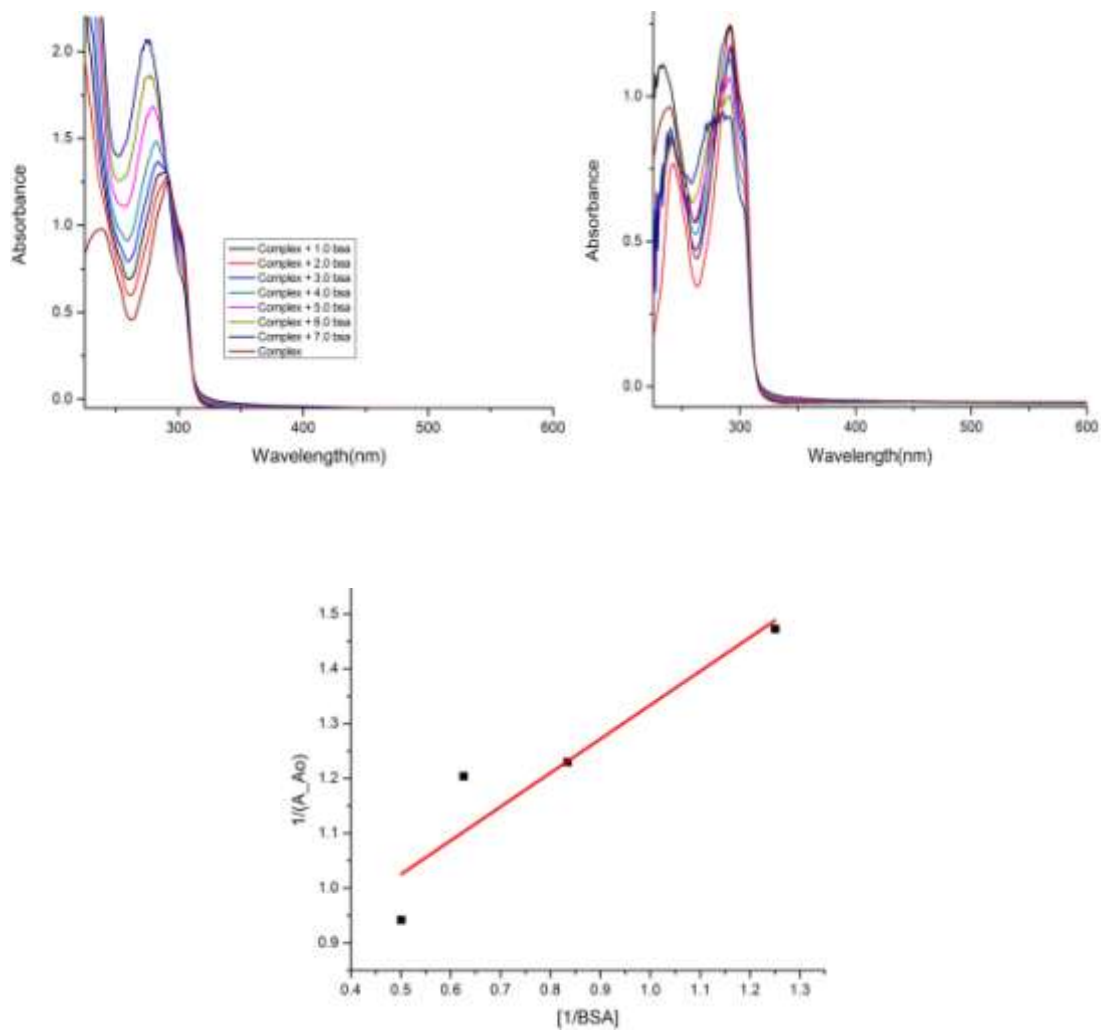 2.0
1.5
1.0
0.5
0.0
Absorbance
Complex + 1.0 bsa
Complex + 2.0 bsa
Complex + 3.0 bsa
Complex + 4.0 bsa
Complex + 5.0 bsa
Complex + 6.0 bsa
Complex + 7.0 bsa
Complex
300 400 500 600
Wavelength(nm)
1.0
0.5
0.0
Absorbance
300 400 500 600
Wavelength(nm)
1.5
1.4
1.3
1.2
1.1
1.0
0.9
1/(A_Ao)
0.4 0.5 0.6 0.7 0.8 0.9 1.0 1.1 1.2 1.3
[1/BSA]